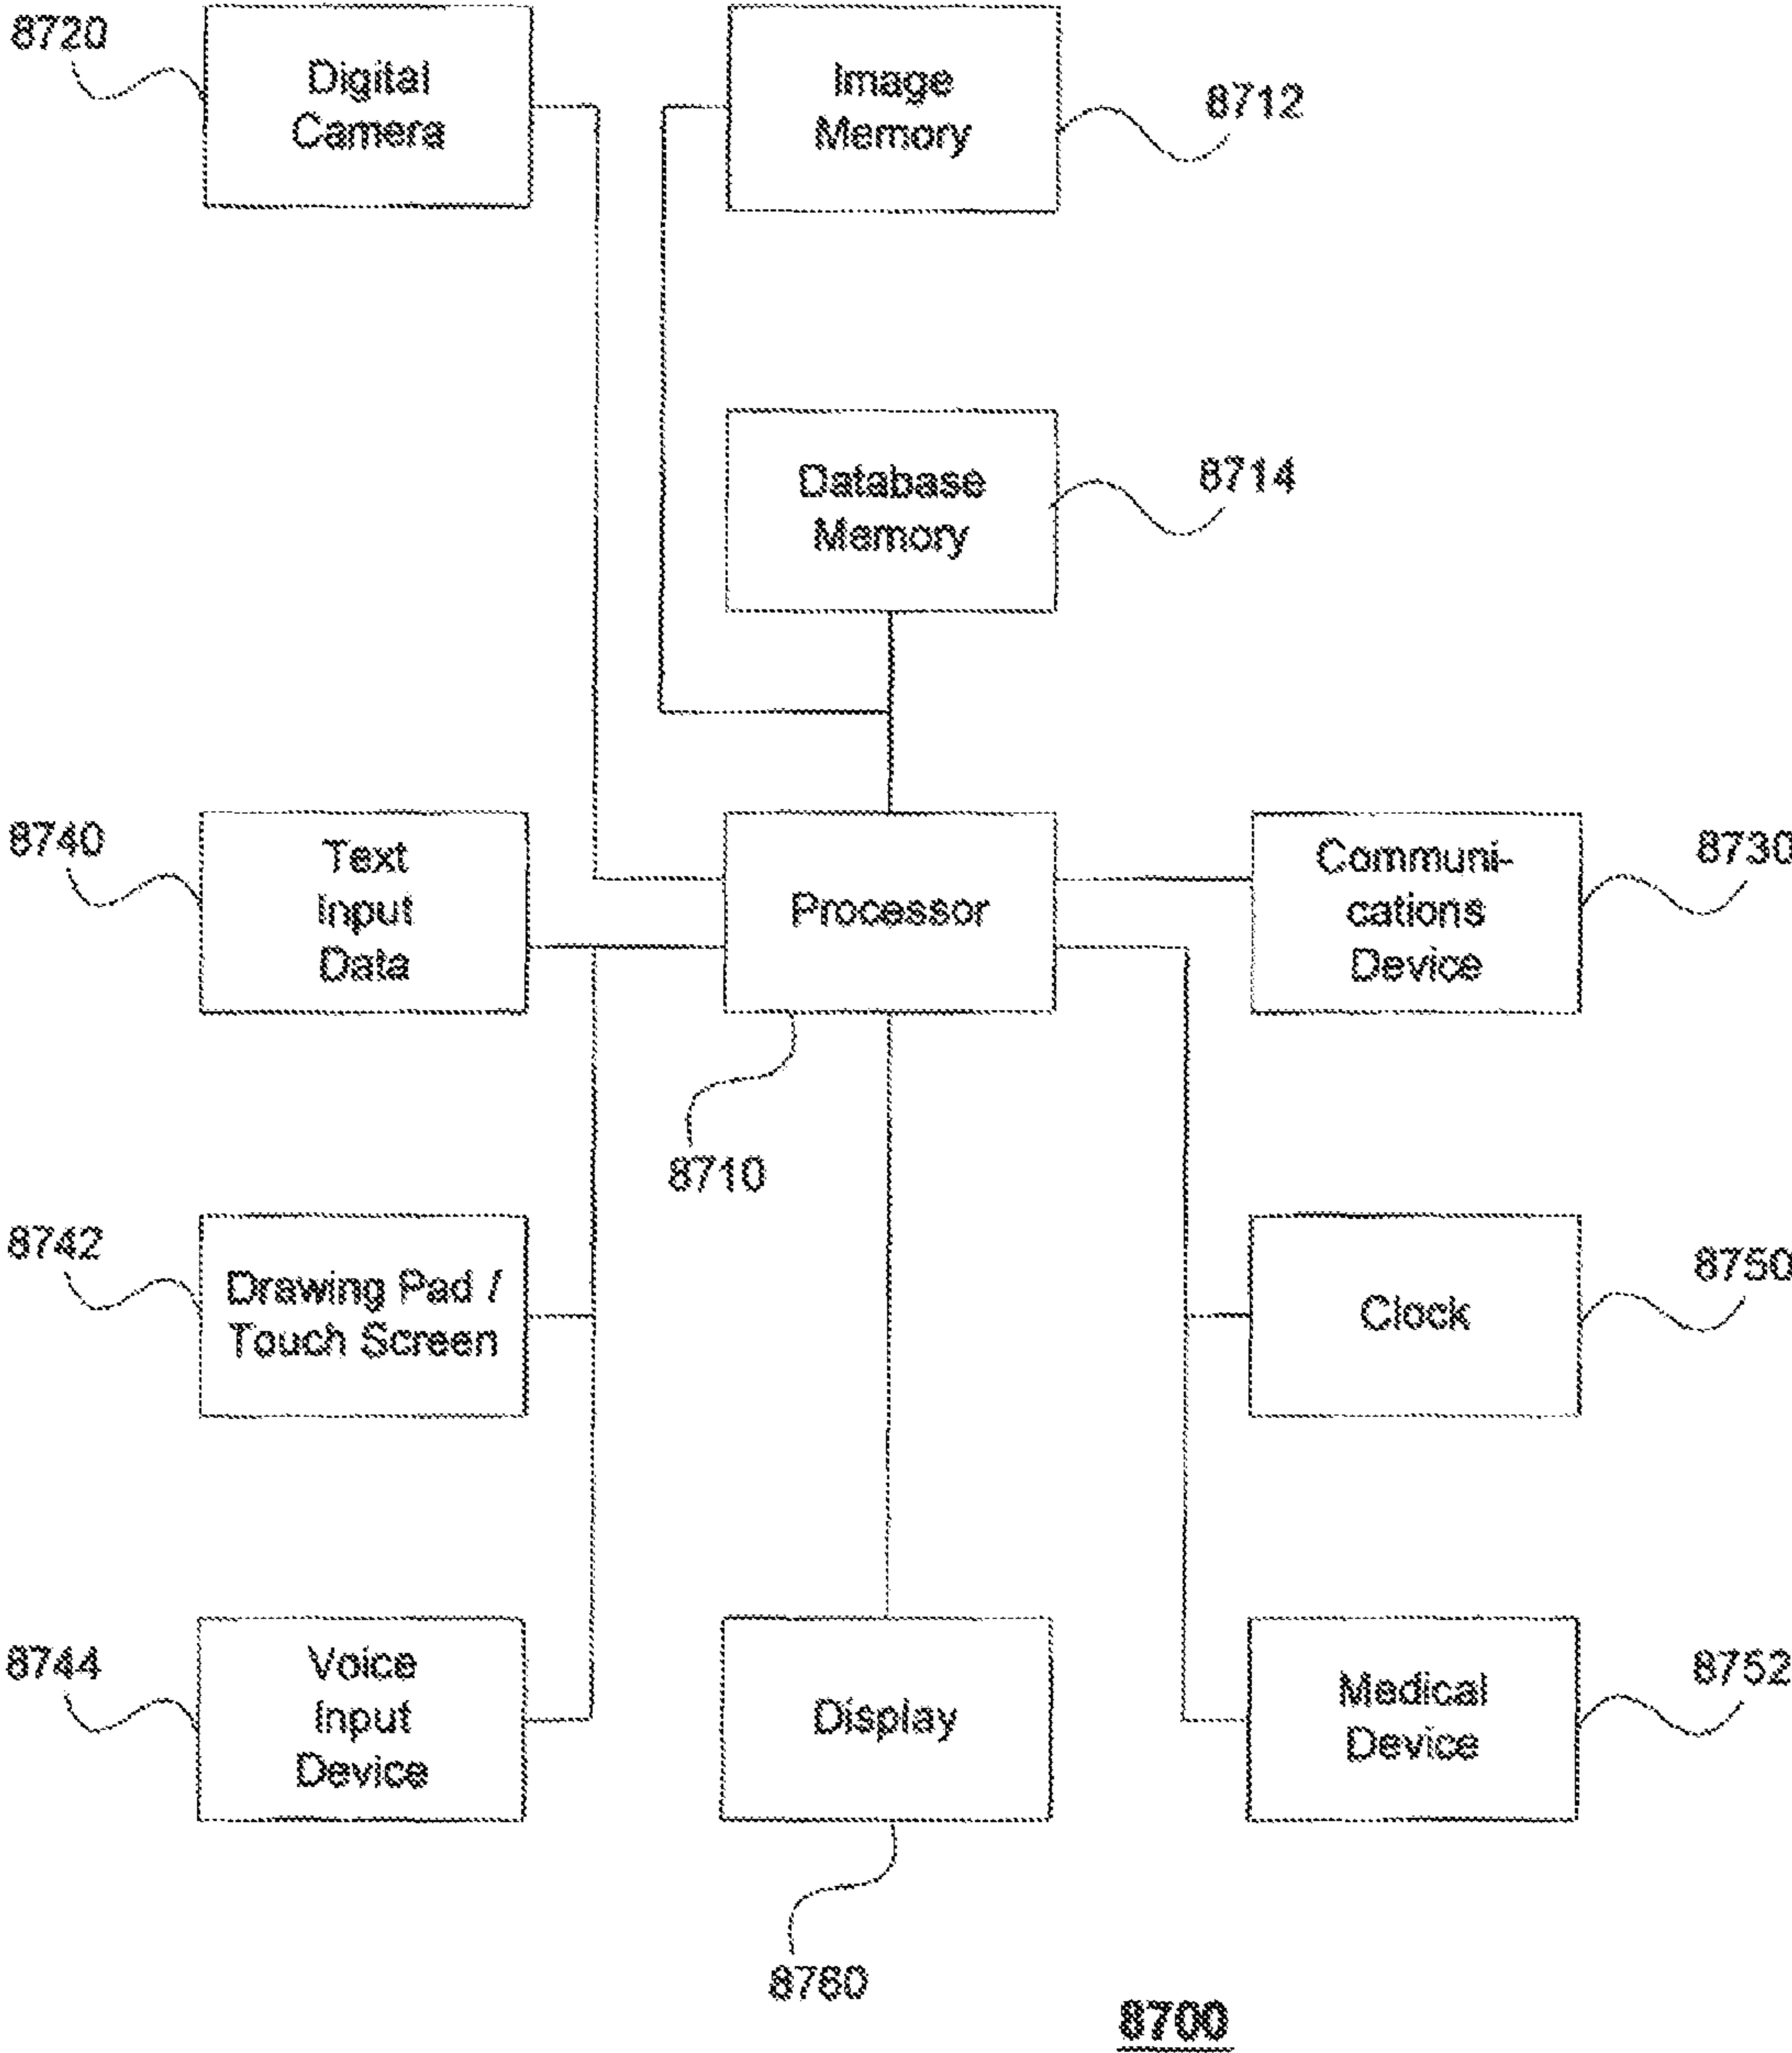 8720
Digital
Camera
Image
Memory
8712
Database
Memory
8714
8740
Text
Input
Data
Processor
8710
Communi-
cations
Device
8730
8742
Drawing Pad /
Touch Screen
Clock
8750
8744
Voice
Input
Device
Display
8760
Medical
Device
8752
8700